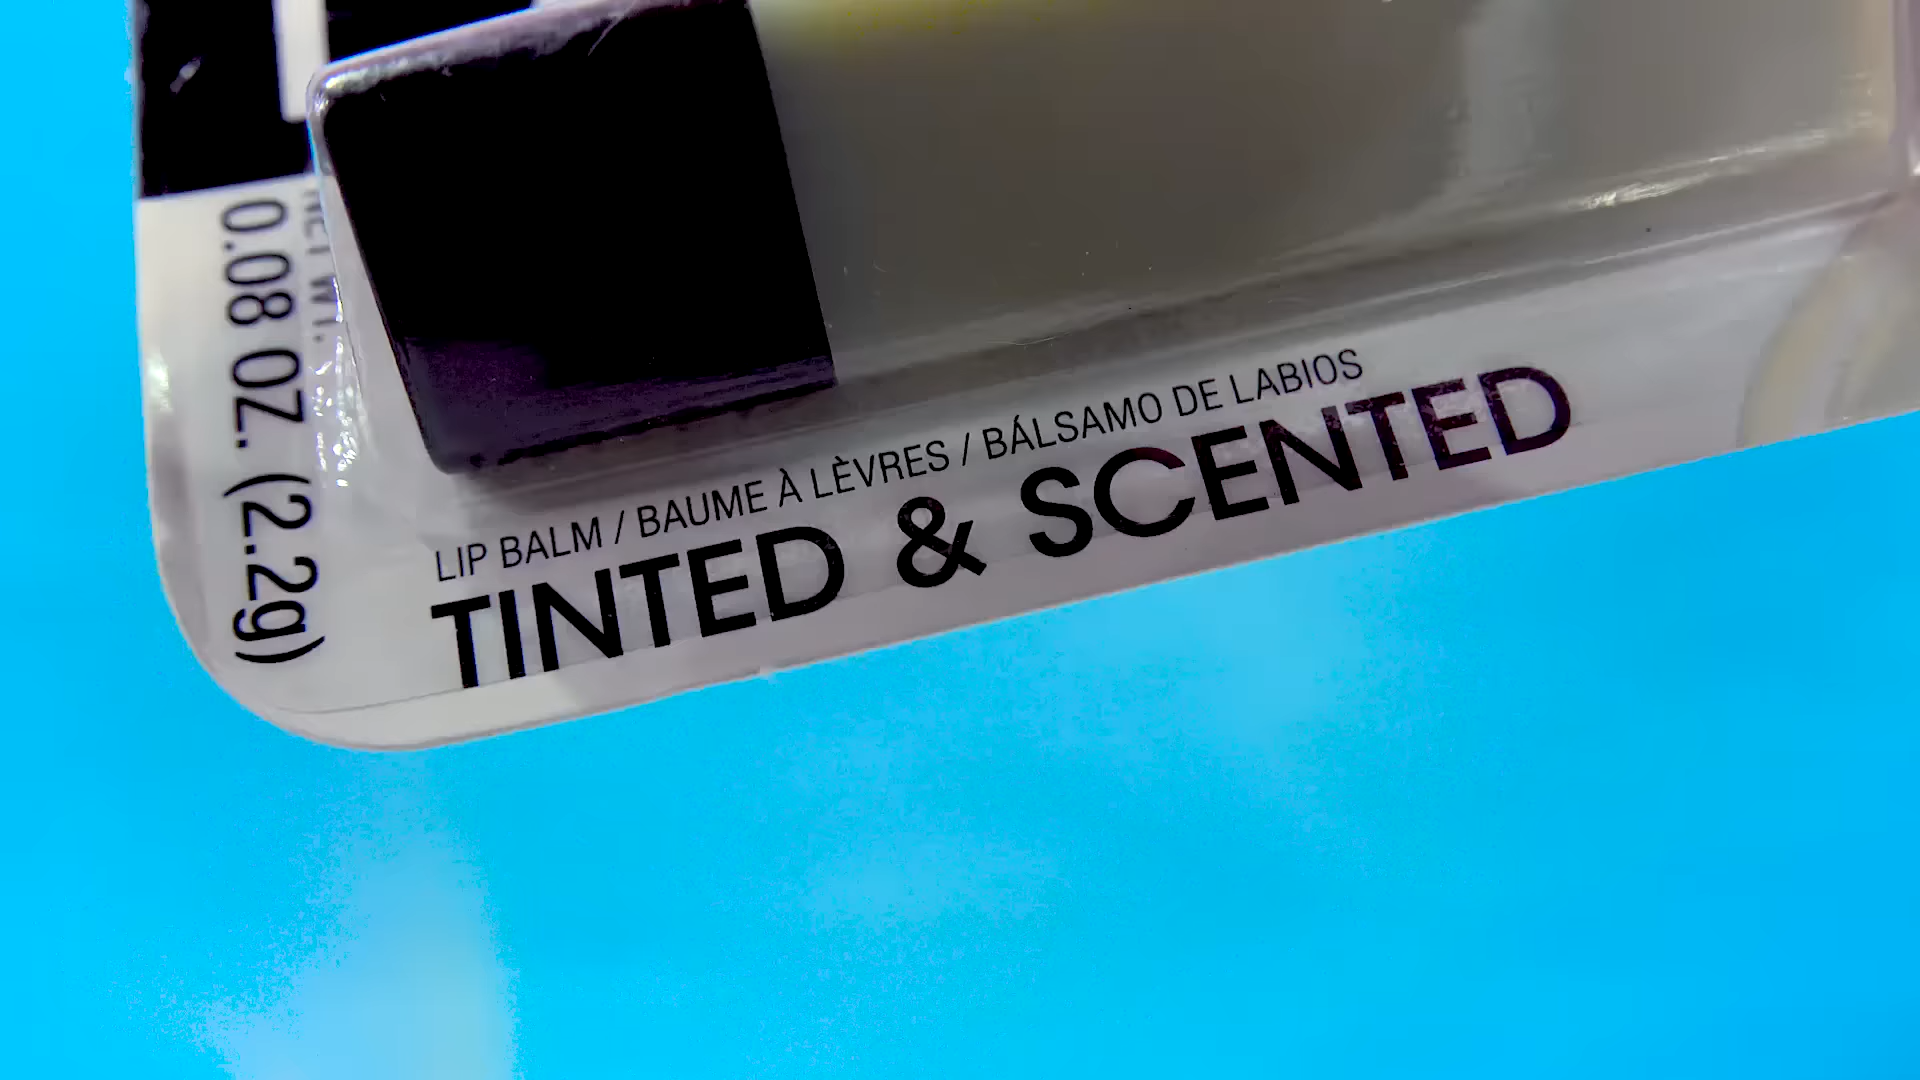 NET WT.
0.08 OZ. (2.2g)
LIP BALM / BAUME À LÈVRES / BÁLSAMO DE LABIOS
TINTED & SCENTED